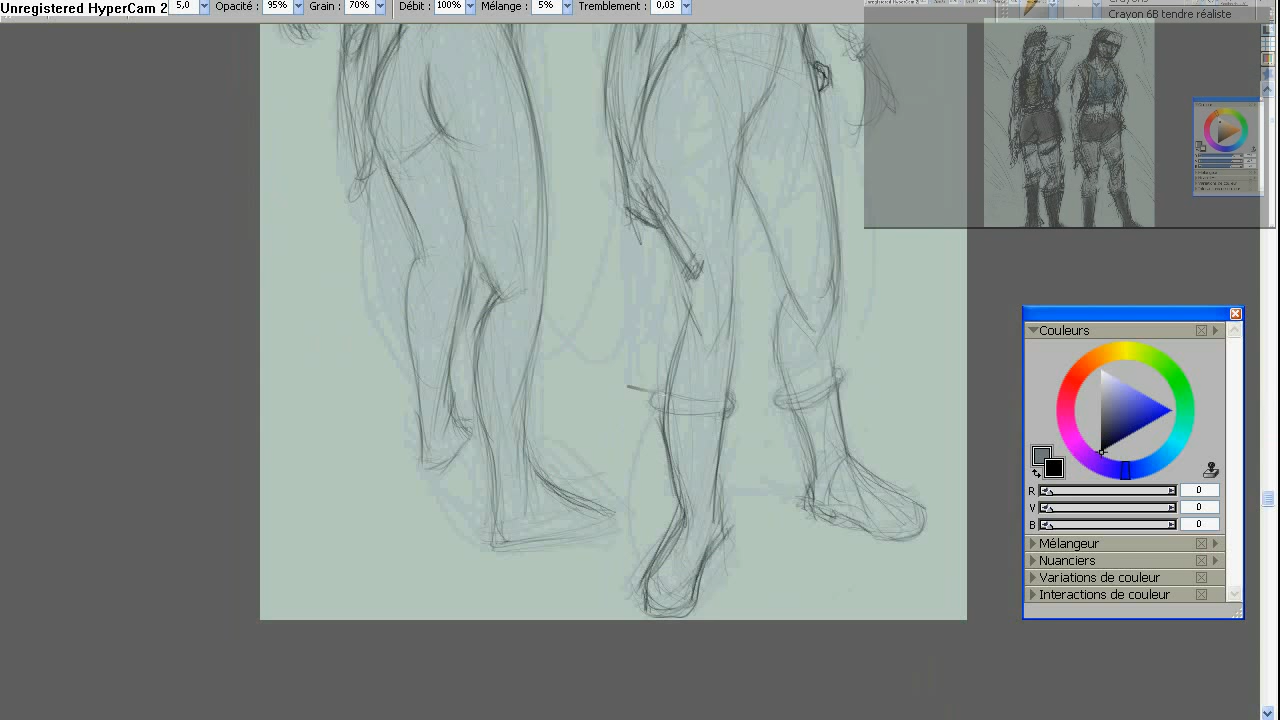 Unregistered HyperCam 2 5,0 Opacité : 95% Grain : 70% Débit : 100% Mélange : 5% Tremblement : 0,03
Crayon 6B tendre réaliste
Couleurs
R 0
V 0
B 0
Mélangeur
Nuanciers
Variations de couleur
Interactions de couleur